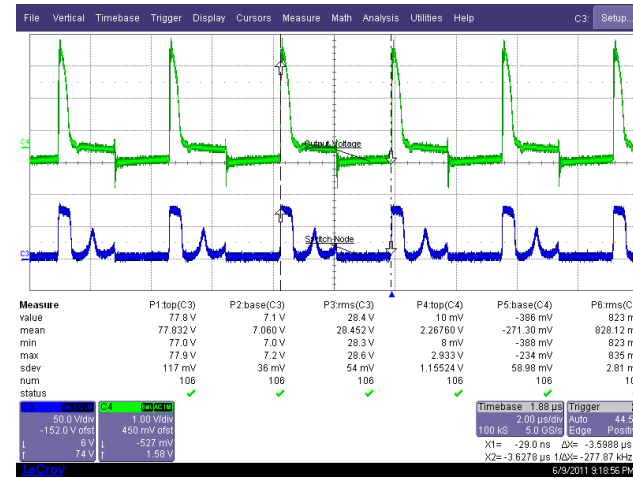 File Vertical Timebase Trigger Display Cursors Measure Math Analysis Utilities Help C3: Setup...
C4
Output Voltage
C3
Switch Node
Measure P1:top(C3) P2:base(C3) P3:rms(C3) P4:top(C4) P5:base(C4) P6:rms(C
value 77.8 V 7.1 V 28.4 V 10 mV -386 mV 823 m
mean 77.832 V 7.060 V 28.452 V 2.26760 V -271.30 mV 828.12 m
min 77.0 V 7.0 V 28.3 V 8 mV -388 mV 823 m
max 77.9 V 7.2 V 28.6 V 2.933 V -234 mV 835 m
sdev 117 mV 36 mV 54 mV 1.15524 V 58.98 mV 2.81 m
num 106 106 106 106 106 10
status
C4 Timebase 1.88 µs Trigger
50.0 V/div 1.00 V/div 2.00 µs/div Auto 44.5
-152.0 V ofst 450 mV ofst 100 kS 5.0 GS/s Edge Positi
↓ 6 V ↓ -527 mV X1= -29.0 ns ΔX= -3.5988 µs
↑ 74 V ↑ 1.58 V X2= -3.6278 µs 1/ΔX= -277.87 kHz
LeCroy 6/9/2011 9:18:56 PM